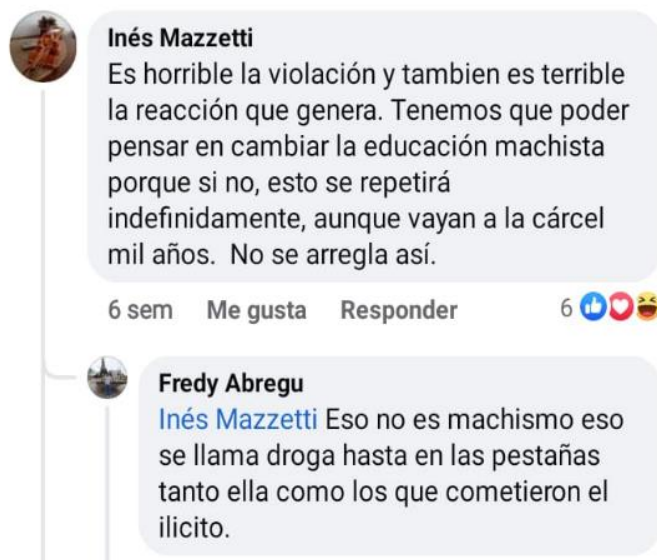 Inés Mazzetti
Es horrible la violación y tambien es terrible
la reacción que genera. Tenemos que poder
pensar en cambiar la educación machista
porque si no, esto se repetirá
indefinidamente, aunque vayan a la cárcel
mil años.  No se arregla así.
6 sem Me gusta Responder 6
Fredy Abregu
Inés Mazzetti Eso no es machismo eso
se llama droga hasta en las pestañas
tanto ella como los que cometieron el
ilicito.